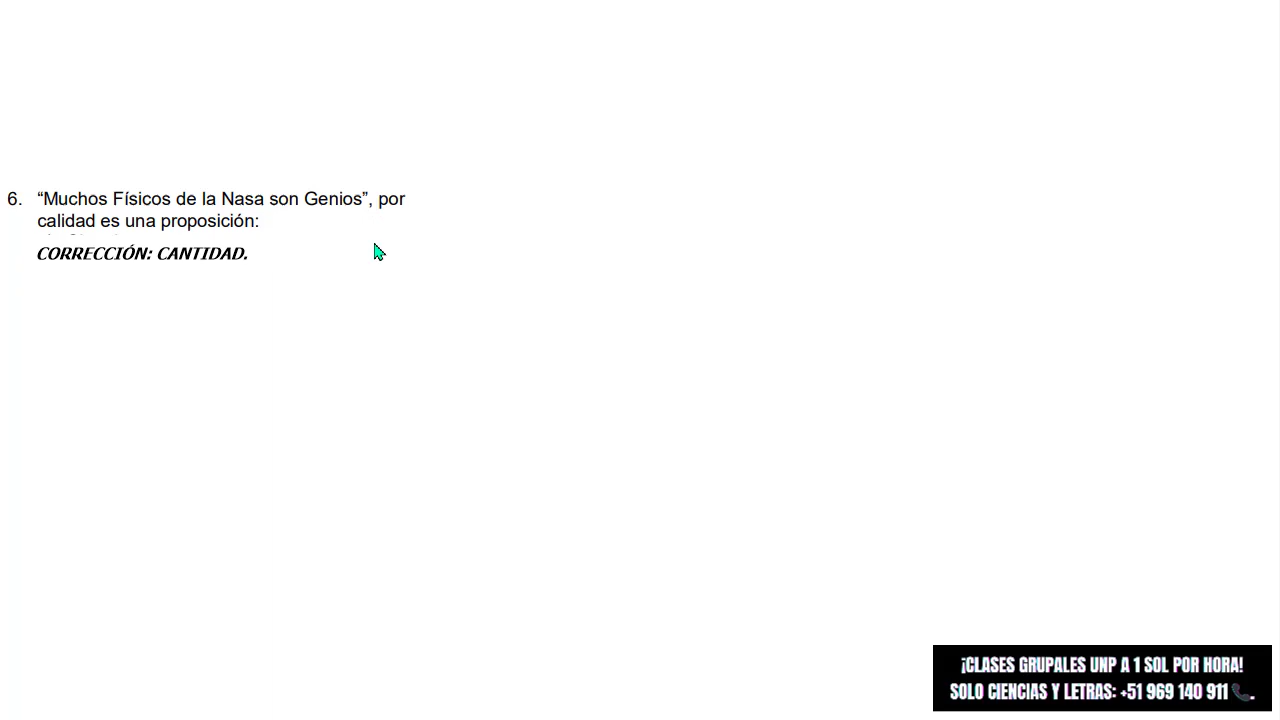 6. “Muchos Físicos de la Nasa son Genios”, por
calidad es una proposición:
CORRECCIÓN: CANTIDAD.
¡CLASES GRUPALES UNP A 1 SOL POR HORA!
SOLO CIENCIAS Y LETRAS: +51 969 140 911 📞.